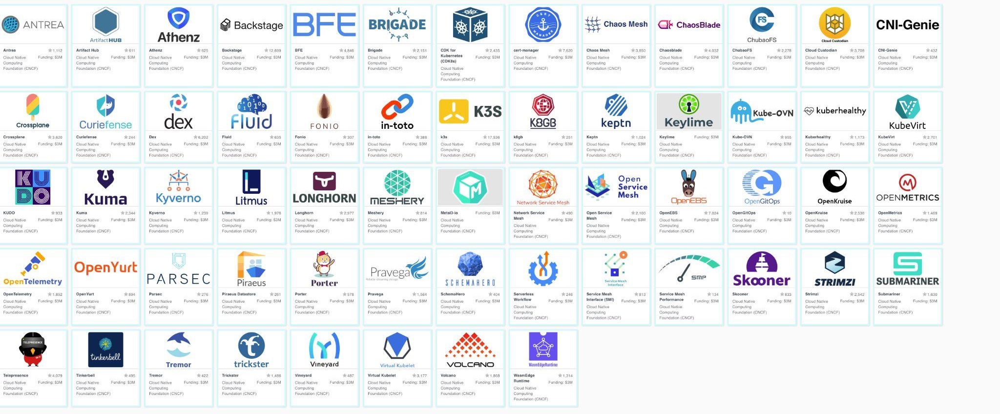 ANTREA
Antrea ★1,112
Cloud Native Funding: $3M
Computing
Foundation (CNCF)
ArtifactHUB
Artifact Hub ★611
Cloud Native Funding: $3M
Computing
Foundation (CNCF)
Athenz
Athenz ★625
Cloud Native Funding: $3M
Computing
Foundation (CNCF)
Backstage
Backstage ★12,699
Cloud Native Funding: $3M
Computing
Foundation (CNCF)
BFE
BFE ★4,846
Cloud Native Funding: $3M
Computing
Foundation (CNCF)
BRIGADE
Brigade ★2,151
Cloud Native Funding: $3M
Computing
Foundation (CNCF)
CDK for ★2,435
Kubernetes Funding: $3M
(CDK8s)
Cloud Native
Computing
Foundation (CNCF)
CERT
MANAGER
cert-manager ★7,620
Cloud Native Funding: $3M
Computing
Foundation (CNCF)
Chaos Mesh
Chaos Mesh ★3,850
Cloud Native Funding: $3M
Computing
Foundation (CNCF)
ChaosBlade
Chaosblade ★4,032
Cloud Native Funding: $3M
Computing
Foundation (CNCF)
FS
ChubaoFS
ChubaoFS ★2,278
Cloud Native Funding: $3M
Computing
Foundation (CNCF)
Cloud Custodian
Cloud Custodian ★3,708
Cloud Native Funding: $3M
Computing
Foundation (CNCF)
CNI-Genie
CNI-Genie ★432
Cloud Native Funding: $3M
Computing
Foundation (CNCF)
Crossplane
Crossplane ★3,620
Cloud Native Funding: $3M
Computing
Foundation (CNCF)
Curiefense
Curiefense ★244
Cloud Native Funding: $3M
Computing
Foundation (CNCF)
dex
Dex ★6,202
Cloud Native Funding: $3M
Computing
Foundation (CNCF)
Fluid
Fluid ★635
Cloud Native Funding: $3M
Computing
Foundation (CNCF)
FONIO
Fonio ★307
Cloud Native Funding: $3M
Computing
Foundation (CNCF)
in-toto
in-toto ★388
Cloud Native Funding: $3M
Computing
Foundation (CNCF)
K3S
k3s ★17,536
Cloud Native Funding: $3M
Computing
Foundation (CNCF)
K8GB
k8gb ★251
Cloud Native Funding: $3M
Computing
Foundation (CNCF)
keptn
Keptn ★1,024
Cloud Native Funding: $3M
Computing
Foundation (CNCF)
Keylime
Keylime Funding: $3M
Cloud Native
Computing
Foundation (CNCF)
Kube-OVN
Kube-OVN ★955
Cloud Native Funding: $3M
Computing
Foundation (CNCF)
kuberhealthy
Kuberhealthy ★1,173
Cloud Native Funding: $3M
Computing
Foundation (CNCF)
KubeVirt
KubeVirt ★2,701
Cloud Native Funding: $3M
Computing
Foundation (CNCF)
KU
DO
KUDO ★933
Cloud Native Funding: $3M
Computing
Foundation (CNCF)
Kuma
Kuma ★2,344
Cloud Native Funding: $3M
Computing
Foundation (CNCF)
Kyverno
Kyverno ★1,239
Cloud Native Funding: $3M
Computing
Foundation (CNCF)
Litmus
Litmus ★1,976
Cloud Native Funding: $3M
Computing
Foundation (CNCF)
LONGHORN
Longhorn ★2,977
Cloud Native Funding: $3M
Computing
Foundation (CNCF)
MESHERY
Meshery ★814
Cloud Native Funding: $3M
Computing
Foundation (CNCF)
M
Metal3-io Funding: $3M
Cloud Native
Computing
Foundation (CNCF)
Network Service Mesh
Network Service ★490
Mesh Funding: $3M
Cloud Native
Computing
Foundation (CNCF)
Open
Service
Mesh
Open Service ★2,100
Mesh Funding: $3M
Cloud Native
Computing
Foundation (CNCF)
OpenEBS
OpenEBS ★7,024
Cloud Native Funding: $3M
Computing
Foundation (CNCF)
G
OpenGitOps
OpenGitOps ★10
Cloud Native Funding: $3M
Computing
Foundation (CNCF)
OpenKruise
OpenKruise ★2,536
Cloud Native Funding: $3M
Computing
Foundation (CNCF)
OPENMETRICS
OpenMetrics ★1,469
Cloud Native Funding: $3M
Computing
Foundation (CNCF)
OpenTelemetry
OpenTelemetry ★1,892
Cloud Native Funding: $3M
Computing
Foundation (CNCF)
OpenYurt
OpenYurt ★894
Cloud Native Funding: $3M
Computing
Foundation (CNCF)
PARSEC
Parsec ★276
Cloud Native Funding: $3M
Computing
Foundation (CNCF)
Piraeus
Piraeus Datastore ★261
Cloud Native Funding: $3M
Computing
Foundation (CNCF)
Porter
Porter ★578
Cloud Native Funding: $3M
Computing
Foundation (CNCF)
Pravega
Reliable streaming storage
Pravega ★1,564
Cloud Native Funding: $3M
Computing
Foundation (CNCF)
SCHEMAHERO
SchemaHero ★404
Cloud Native Funding: $3M
Computing
Foundation (CNCF)
Serverless ★246
Workflow Funding: $3M
Cloud Native
Computing
Foundation (CNCF)
Service Mesh
Interface
Service Mesh ★813
Interface (SMI) Funding: $3M
Cloud Native
Computing
Foundation (CNCF)
SMP
Service Mesh ★134
Performance Funding: $3M
Cloud Native
Computing
Foundation (CNCF)
Skooner
Skooner ★833
Cloud Native Funding: $3M
Computing
Foundation (CNCF)
STRIMZI
Strimzi ★2,542
Cloud Native Funding: $3M
Computing
Foundation (CNCF)
SUBMARINER
Submariner ★1,630
Cloud Native Funding: $3M
Computing
Foundation (CNCF)
TELEPRESENCE
Telepresence ★4,079
Cloud Native Funding: $3M
Computing
Foundation (CNCF)
tinkerbell
Tinkerbell ★495
Cloud Native Funding: $3M
Computing
Foundation (CNCF)
Tremor
Tremor ★422
Cloud Native Funding: $3M
Computing
Foundation (CNCF)
trickster
Trickster ★1,486
Cloud Native Funding: $3M
Computing
Foundation (CNCF)
Vineyard
Vineyard ★487
Cloud Native Funding: $3M
Computing
Foundation (CNCF)
Virtual Kubelet
Virtual Kubelet ★3,177
Cloud Native Funding: $3M
Computing
Foundation (CNCF)
VOLCANO
Volcano ★1,868
Cloud Native Funding: $3M
Computing
Foundation (CNCF)
WasmEdgeRuntime
WasmEdge ★1,314
Runtime Funding: $3M
Cloud Native
Computing
Foundation (CNCF)